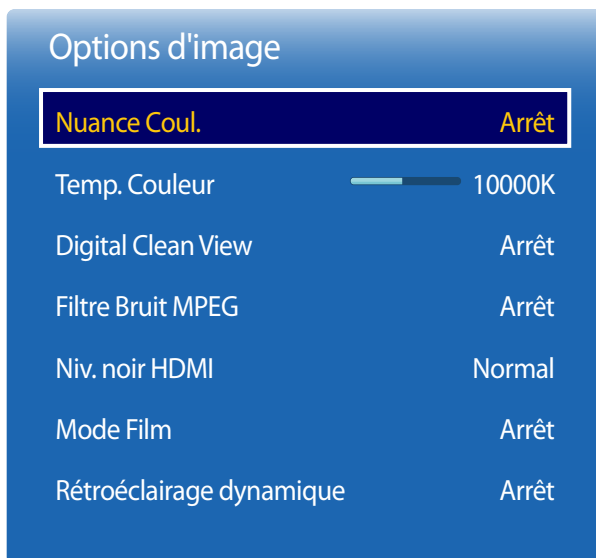 Options d'image
Nuance Coul. Arrêt
Temp. Couleur 10000K
Digital Clean View Arrêt
Filtre Bruit MPEG Arrêt
Niv. noir HDMI Normal
Mode Film Arrêt
Rétroéclairage dynamique Arrêt